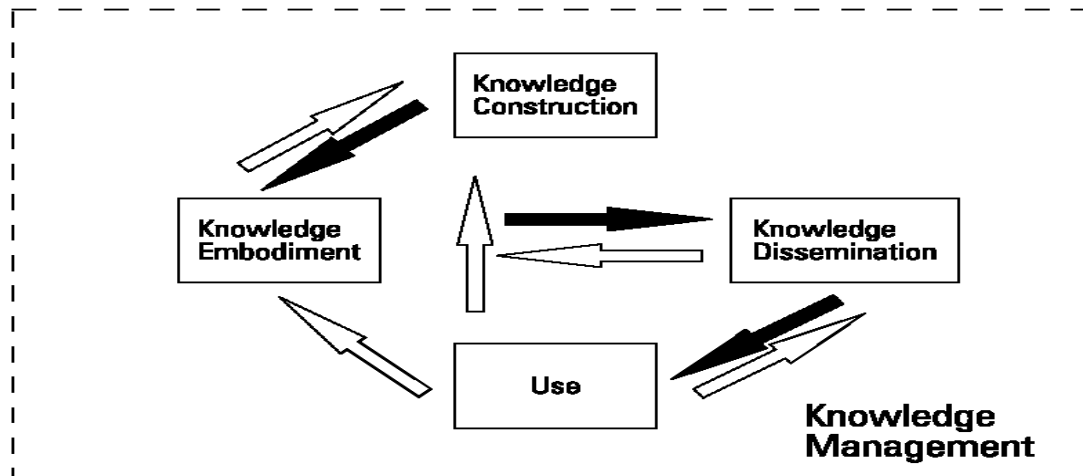 Knowledge
Construction
Knowledge
Embodiment
Knowledge
Dissemination
Use
Knowledge
Management